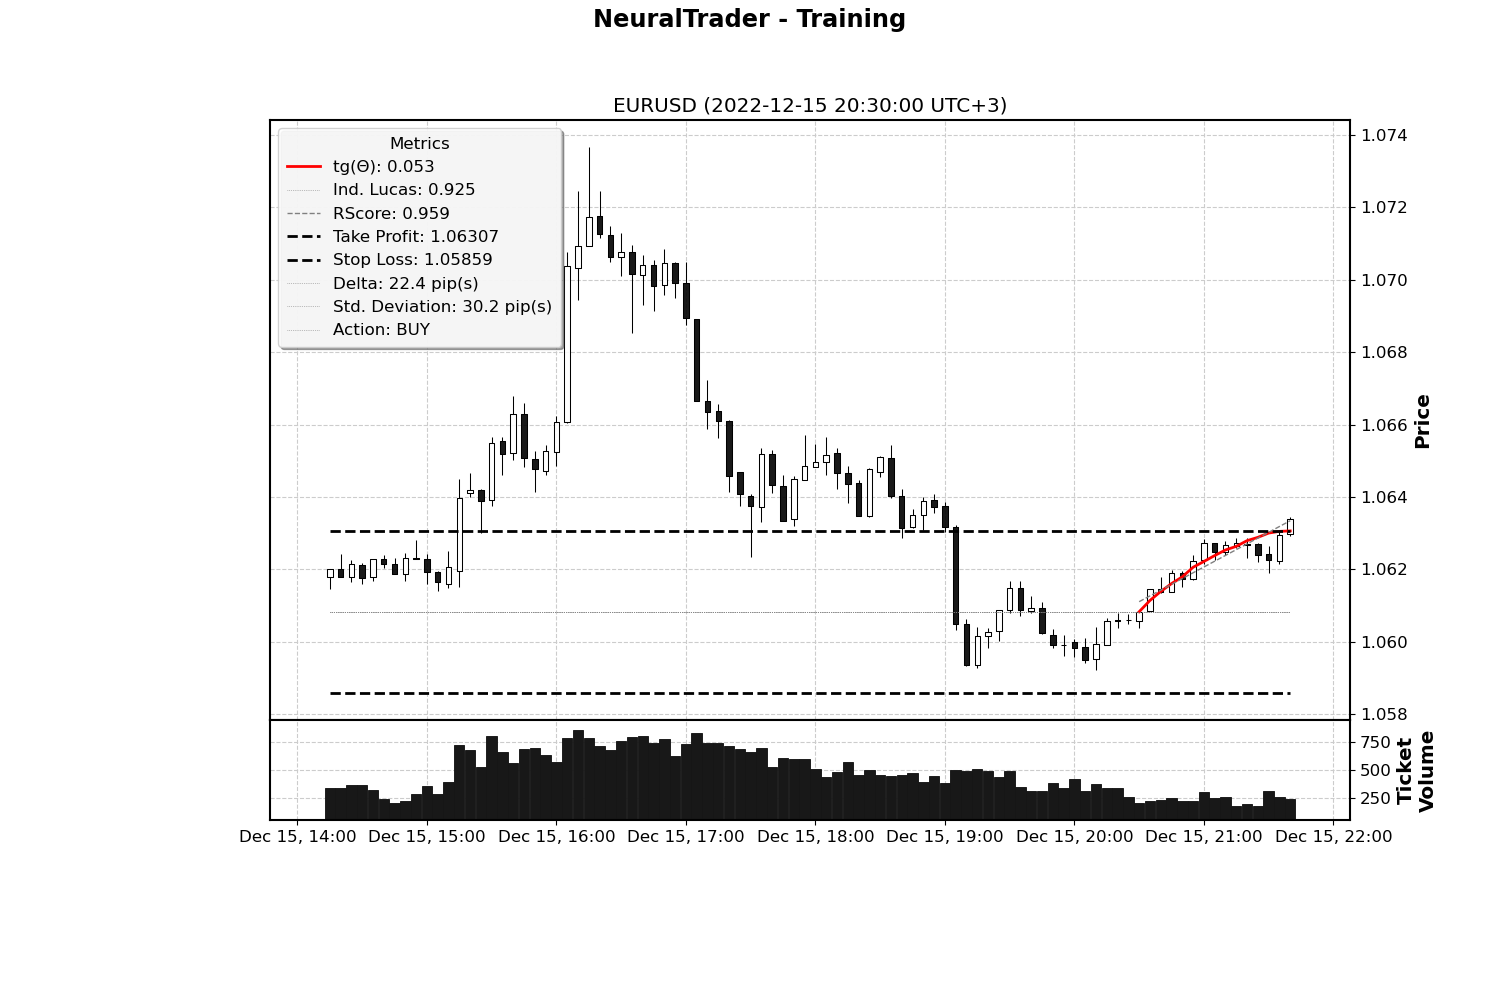 NeuralTrader - Training
EURUSD (2022-12-15 20:30:00 UTC+3)
Metrics
tg(Θ): 0.053
Ind. Lucas: 0.925
RScore: 0.959
Take Profit: 1.06307
Stop Loss: 1.05859
Delta: 22.4 pip(s)
Std. Deviation: 30.2 pip(s)
Action: BUY
1.074
1.072
1.070
1.068
1.066
1.064
1.062
1.060
1.058
Price
750
500
250
Ticket
Volume
Dec 15, 14:00 Dec 15, 15:00 Dec 15, 16:00 Dec 15, 17:00 Dec 15, 18:00 Dec 15, 19:00 Dec 15, 20:00 Dec 15, 21:00 Dec 15, 22:00